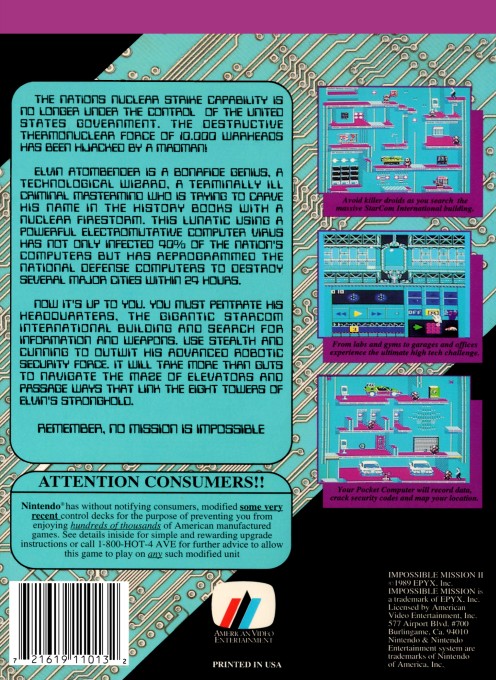 THE NATIONS NUCLEAR STRIKE CAPABILITY IS
NO LONGER UNDER THE CONTROL OF THE UNITED
STATES GOVERNMENT. THE DESTRUCTIVE
THERMONUCLEAR FORCE OF 10,000 WARHEADS
HAS BEEN HIJACKED BY A MADMAN!
ELVIN ATOMBENDER IS A BONAFIDE GENIUS, A
TECHNOLOGICAL WIZARD, A TERMINALLY ILL
CRIMINAL MASTERMIND WHO IS TRYING TO CARVE
HIS NAME IN THE HISTORY BOOKS WITH A
NUCLEAR FIRESTORM. THIS LUNATIC USING A
POWERFUL ELECTROMUTATIVE COMPUTER VIRUS
HAS NOT ONLY INFECTED 90% OF THE NATION'S
COMPUTERS BUT HAS REPROGRAMMED THE
NATIONAL DEFENSE COMPUTERS TO DESTROY
SEVERAL MAJOR CITIES WITHIN 24 HOURS.
NOW IT'S UP TO YOU. YOU MUST PENTRATE HIS
HEADQUARTERS, THE GIGANTIC STARCOM
INTERNATIONAL BUILDING AND SEARCH FOR
INFORMATION AND WEAPONS. USE STEALTH AND
CUNNING TO OUTWIT HIS ADVANCED ROBOTIC
SECURITY FORCE. IT WILL TAKE MORE THAN GUTS
TO NAVIGATE THE MAZE OF ELEVATORS AND
PASSAGE WAYS THAT LINK THE EIGHT TOWERS OF
ELVIN'S STRONGHOLD.
REMEMBER, NO MISSION IS IMPOSSIBLE
Avoid killer droids as you search the
massive StarCom International building.
From labs and gyms to garages and offices
experience the ultimate high tech challenge.
Your Pocket Computer will record data,
crack security codes and map your location.
ATTENTION CONSUMERS!!
Nintendo® has without notifying consumers, modified some very
recent control decks for the purpose of preventing you from
enjoying hundreds of thousands of American manufactured
games. See details iniside for simple and rewarding upgrade
instructions or call 1-800-HOT-4 AVE for further advice to allow
this game to play on any such modified unit
7 21619 11013 2
AMERICAN VIDEO
ENTERTAINMENT
PRINTED IN USA
IMPOSSIBLE MISSION II
©1989 EPYX, Inc.
IMPOSSIBLE MISSION is
a trademark of EPYX, Inc.
Licensed by American
Video Entertainment, Inc.
577 Airport Blvd. #700
Burlingame, Ca. 94010
Nintendo & Nintendo
Entertainment system are
trademarks of Nintendo
of America, Inc.